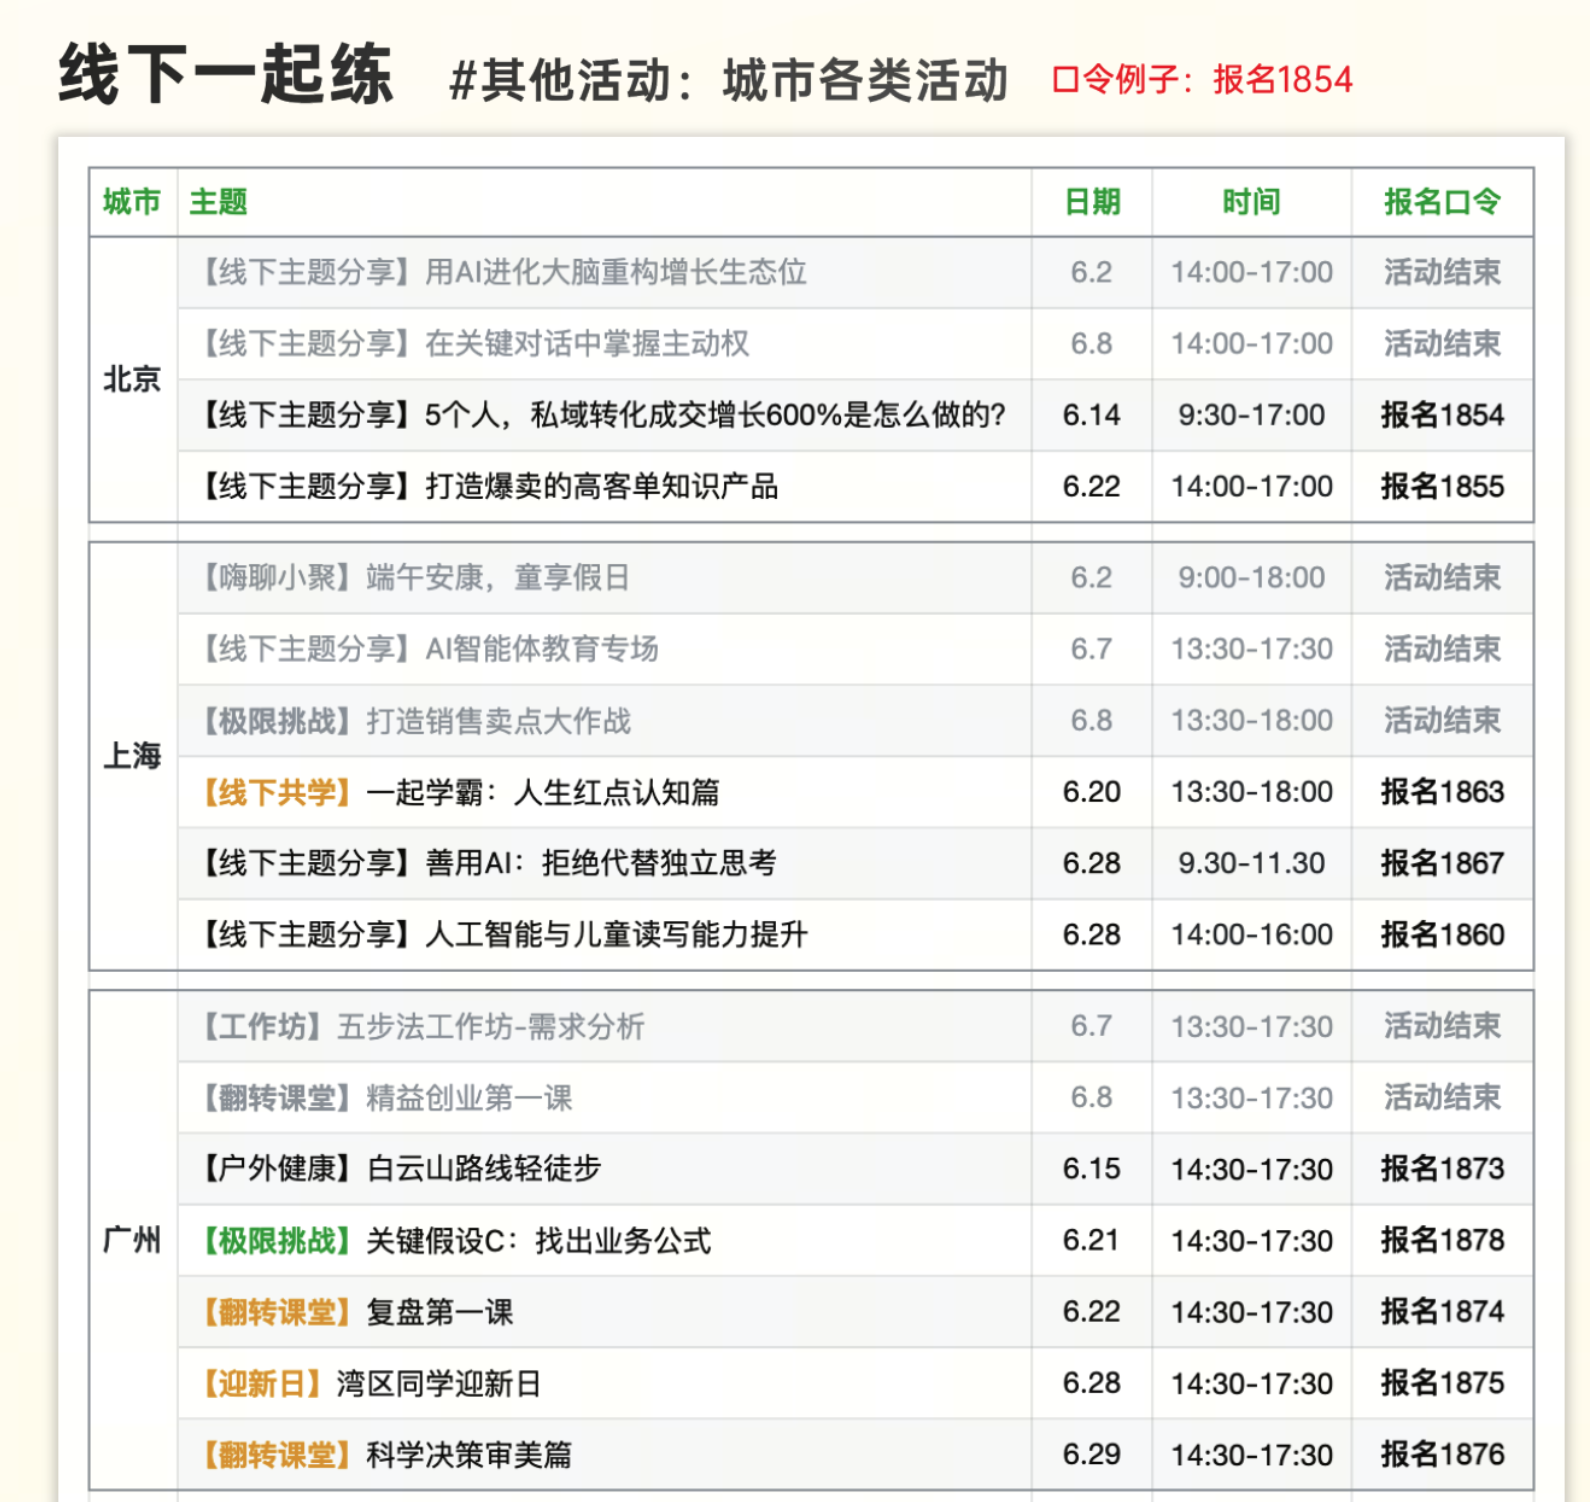 线下一起练 #其他活动：城市各类活动 口令例子：报名1854
城市 主题 日期 时间 报名口令
北京
【线下主题分享】用AI进化大脑重构增长生态位 6.2 14:00-17:00 活动结束
【线下主题分享】在关键对话中掌握主动权 6.8 14:00-17:00 活动结束
【线下主题分享】5个人，私域转化成交增长600%是怎么做的？ 6.14 9:30-17:00 报名1854
【线下主题分享】打造爆卖的高客单知识产品 6.22 14:00-17:00 报名1855
上海
【嗨聊小聚】端午安康，童享假日 6.2 9:00-18:00 活动结束
【线下主题分享】AI智能体教育专场 6.7 13:30-17:30 活动结束
【极限挑战】打造销售卖点大作战 6.8 13:30-18:00 活动结束
【线下共学】一起学霸：人生红点认知篇 6.20 13:30-18:00 报名1863
【线下主题分享】善用AI：拒绝代替独立思考 6.28 9.30-11.30 报名1867
【线下主题分享】人工智能与儿童读写能力提升 6.28 14:00-16:00 报名1860
广州
【工作坊】五步法工作坊-需求分析 6.7 13:30-17:30 活动结束
【翻转课堂】精益创业第一课 6.8 13:30-17:30 活动结束
【户外健康】白云山路线轻徒步 6.15 14:30-17:30 报名1873
【极限挑战】关键假设C：找出业务公式 6.21 14:30-17:30 报名1878
【翻转课堂】复盘第一课 6.22 14:30-17:30 报名1874
【迎新日】湾区同学迎新日 6.28 14:30-17:30 报名1875
【翻转课堂】科学决策审美篇 6.29 14:30-17:30 报名1876